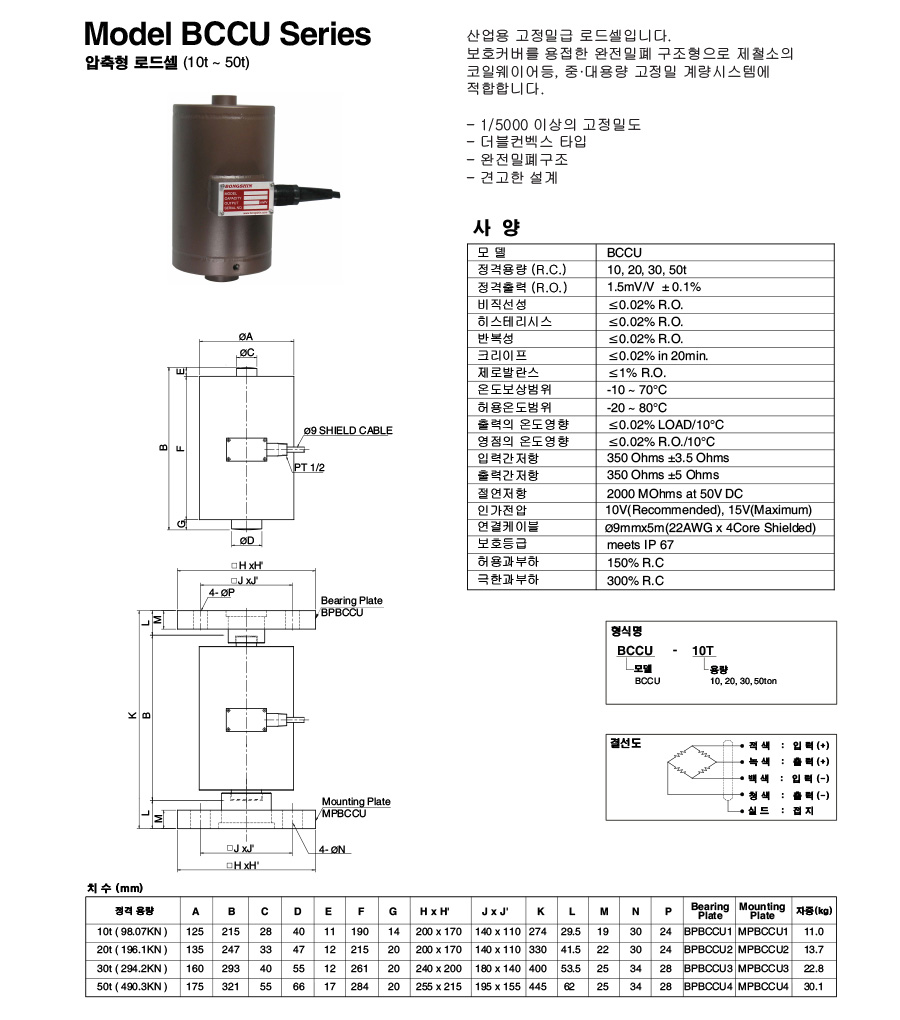 Model BCCU Series
압축형 로드셀 (10t ~ 50t)
산업용 고정밀급 로드셀입니다.
보호커버를 용접한 완전밀폐 구조형으로 제철소의
코일웨이어등, 중·대용량 고정밀 계량시스템에
적합합니다.
- 1/5000 이상의 고정밀도
- 더블컨벡스 타입
- 완전밀폐구조
- 견고한 설계
BONGSHIN
MODEL
CAPACITY
OUTPUT
SERIAL NO
사 양
모 델 BCCU
정격용량 (R.C.) 10, 20, 30, 50t
정격출력 (R.O.) 1.5mV/V ±0.1%
비직선성 ≤0.02% R.O.
히스테리시스 ≤0.02% R.O.
반복성 ≤0.02% R.O.
크리이프 ≤0.02% in 20min.
제로발란스 ≤1% R.O.
온도보상범위 -10 ~ 70°C
허용온도범위 -20 ~ 80°C
출력의 온도영향 ≤0.02% LOAD/10°C
영점의 온도영향 ≤0.02% R.O./10°C
입력간저항 350 Ohms ±3.5 Ohms
출력간저항 350 Ohms ±5 Ohms
절연저항 2000 MOhms at 50V DC
인가전압 10V(Recommended), 15V(Maximum)
연결케이블 Ø9mmx5m(22AWG x 4Core Shielded)
보호등급 meets IP 67
허용과부하 150% R.C
극한과부하 300% R.C
ØA
ØC
E
B
F
G
Ø9 SHIELD CABLE
PT 1/2
ØD
□H xH'
□J xJ'
4- ØP
Bearing Plate
BPBCCU
L
M
K
B
L
M
Mounting Plate
MPBCCU
□J xJ'
4- ØN
□H xH'
형식명
BCCU - 10T
모델 용량
BCCU 10, 20, 30, 50ton
결선도
적 색 : 입 력 (+)
녹 색 : 출 력 (+)
백 색 : 입 력 (-)
청 색 : 출 력 (-)
실 드 : 접 지
치 수 (mm)
정격 용량 A B C D E F G H x H' J x J' K L M N P Bearing Plate Mounting Plate 자중(kg)
10t ( 98.07KN ) 125 215 28 40 11 190 14 200 x 170 140 x 110 274 29.5 19 30 24 BPBCCU1 MPBCCU1 11.0
20t ( 196.1KN ) 135 247 33 47 12 215 20 200 x 170 140 x 110 330 41.5 22 30 24 BPBCCU2 MPBCCU2 13.7
30t ( 294.2KN ) 160 293 40 55 12 261 20 240 x 200 180 x 140 400 53.5 25 34 28 BPBCCU3 MPBCCU3 22.8
50t ( 490.3KN ) 175 321 55 66 17 284 20 255 x 215 195 x 155 445 62 25 34 28 BPBCCU4 MPBCCU4 30.1